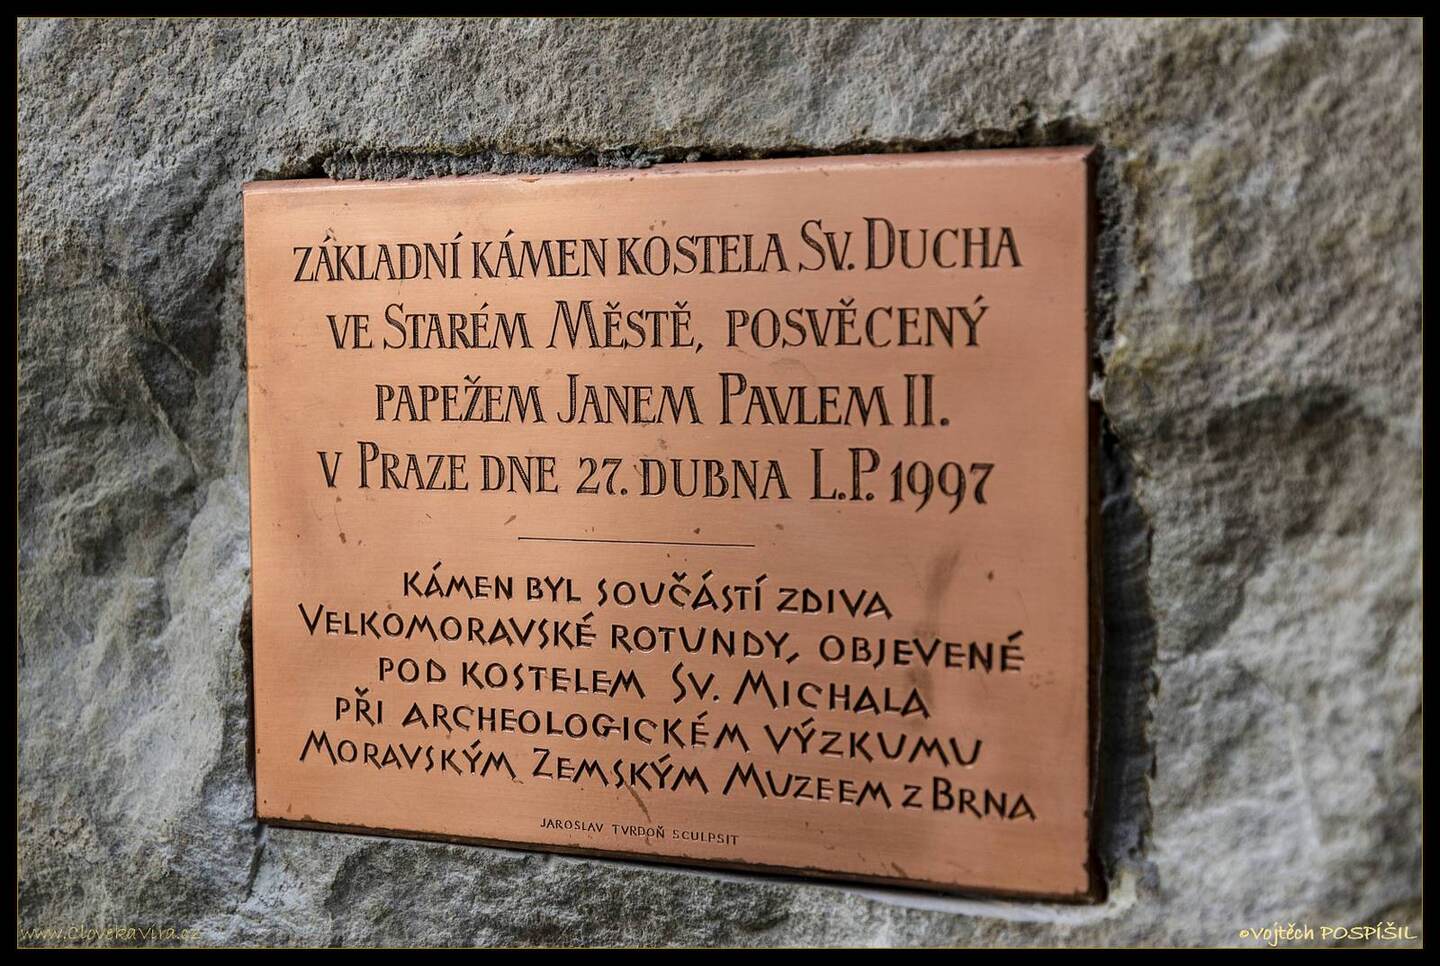 ZÁKLADNÍ KÁMEN KOSTELA SV. DUCHA
VE STARÉM MĚSTĚ, POSVĚCENÝ
PAPEŽEM JANEM PAVLEM II.
V PRAZE DNE 27. DUBNA L.P. 1997
KÁMEN BYL SOUČÁSTÍ ZDIVA
VELKOMORAVSKÉ ROTUNDY, OBJEVENÉ
POD KOSTELEM SV. MICHALA
PŘI ARCHEOLOGICKÉM VÝZKUMU
MORAVSKÝM ZEMSKÝM MUZEEM Z BRNA
JAROSLAV TVRDOŇ SCULPSIT
www.ClovekaVira.cz
©Vojtěch POSPÍŠIL